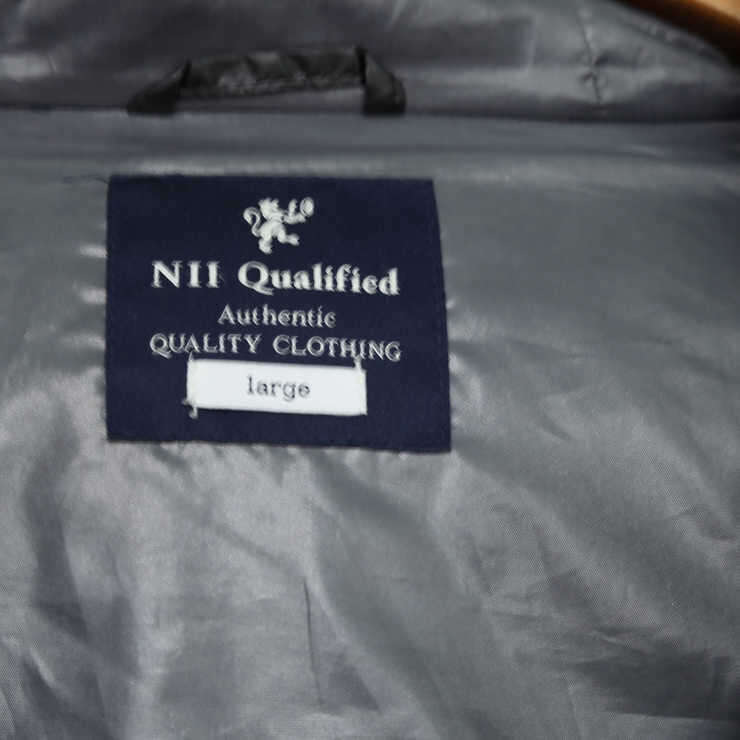 NII Qualified
Authentic
QUALITY CLOTHING
large